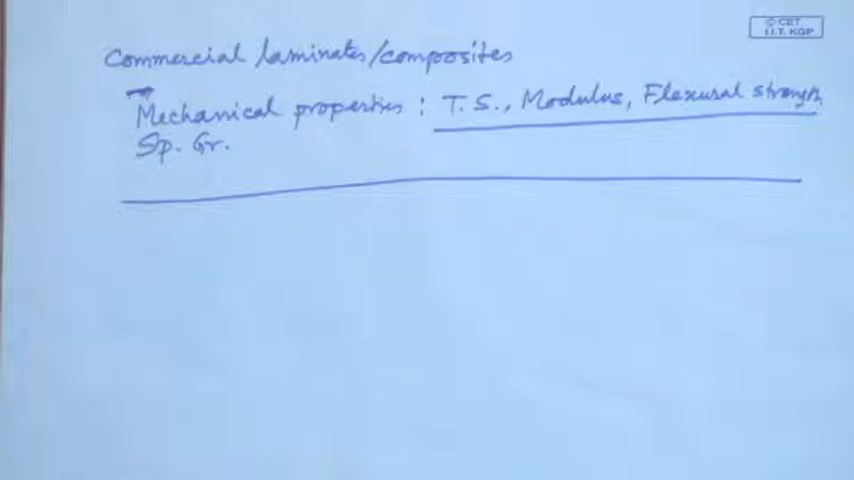 © CET
I.I.T. KGP
Commercial laminates/composites
Mechanical properties : T. S., Modulus, Flexural strength,
Sp. Gr.